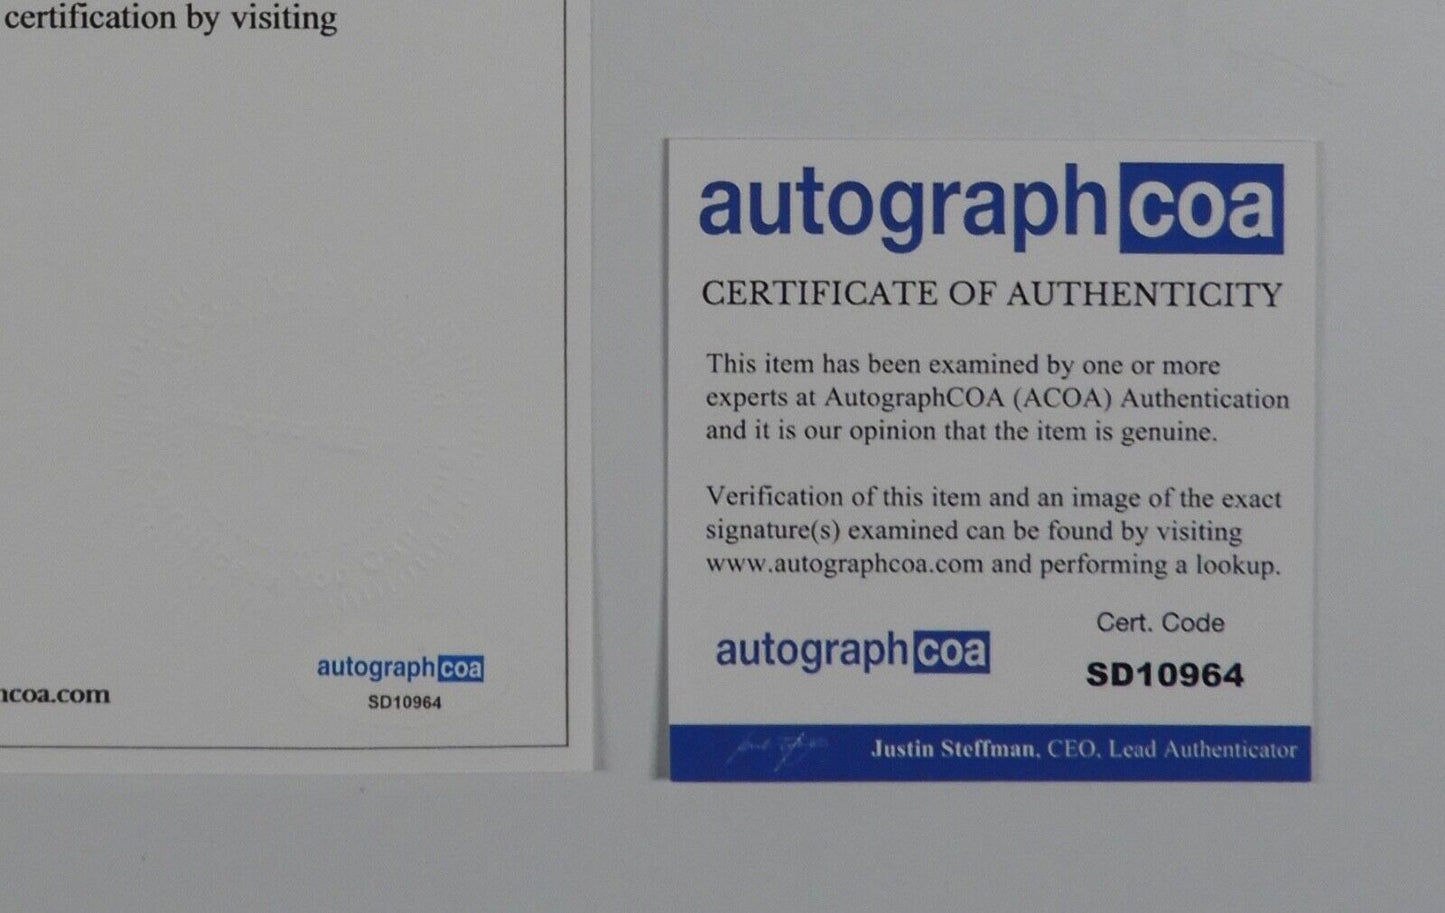 certification by visiting
hcoa.com
autographcoa
SD10964
autographcoa
CERTIFICATE OF AUTHENTICITY
This item has been examined by one or more
experts at AutographCOA (ACOA) Authentication
and it is our opinion that the item is genuine.
Verification of this item and an image of the exact
signature(s) examined can be found by visiting
www.autographcoa.com and performing a lookup.
autographcoa
Cert. Code
SD10964
Justin Steffman, CEO, Lead Authenticator